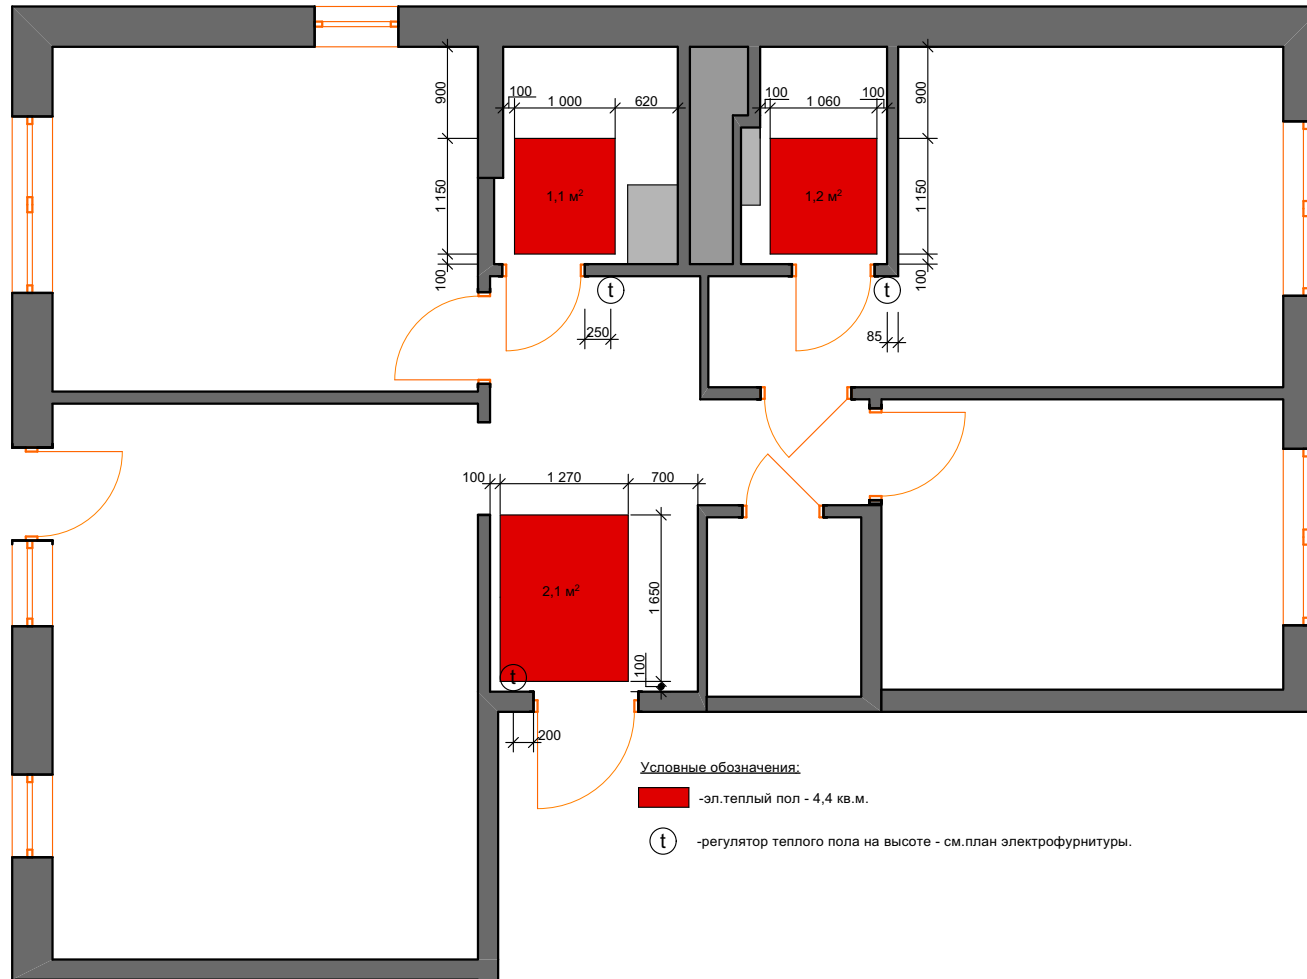 100
1 000
620
100
1 060
100
900
900
1 150
1,1 м²
1,2 м²
1 150
100
100
t
t
250
85
100
1 270
700
2,1 м²
1 650
100
t
200
Условные обозначения:
-эл.теплый пол - 4,4 кв.м.
t
-регулятор теплого пола на высоте - см.план электрофурнитуры.